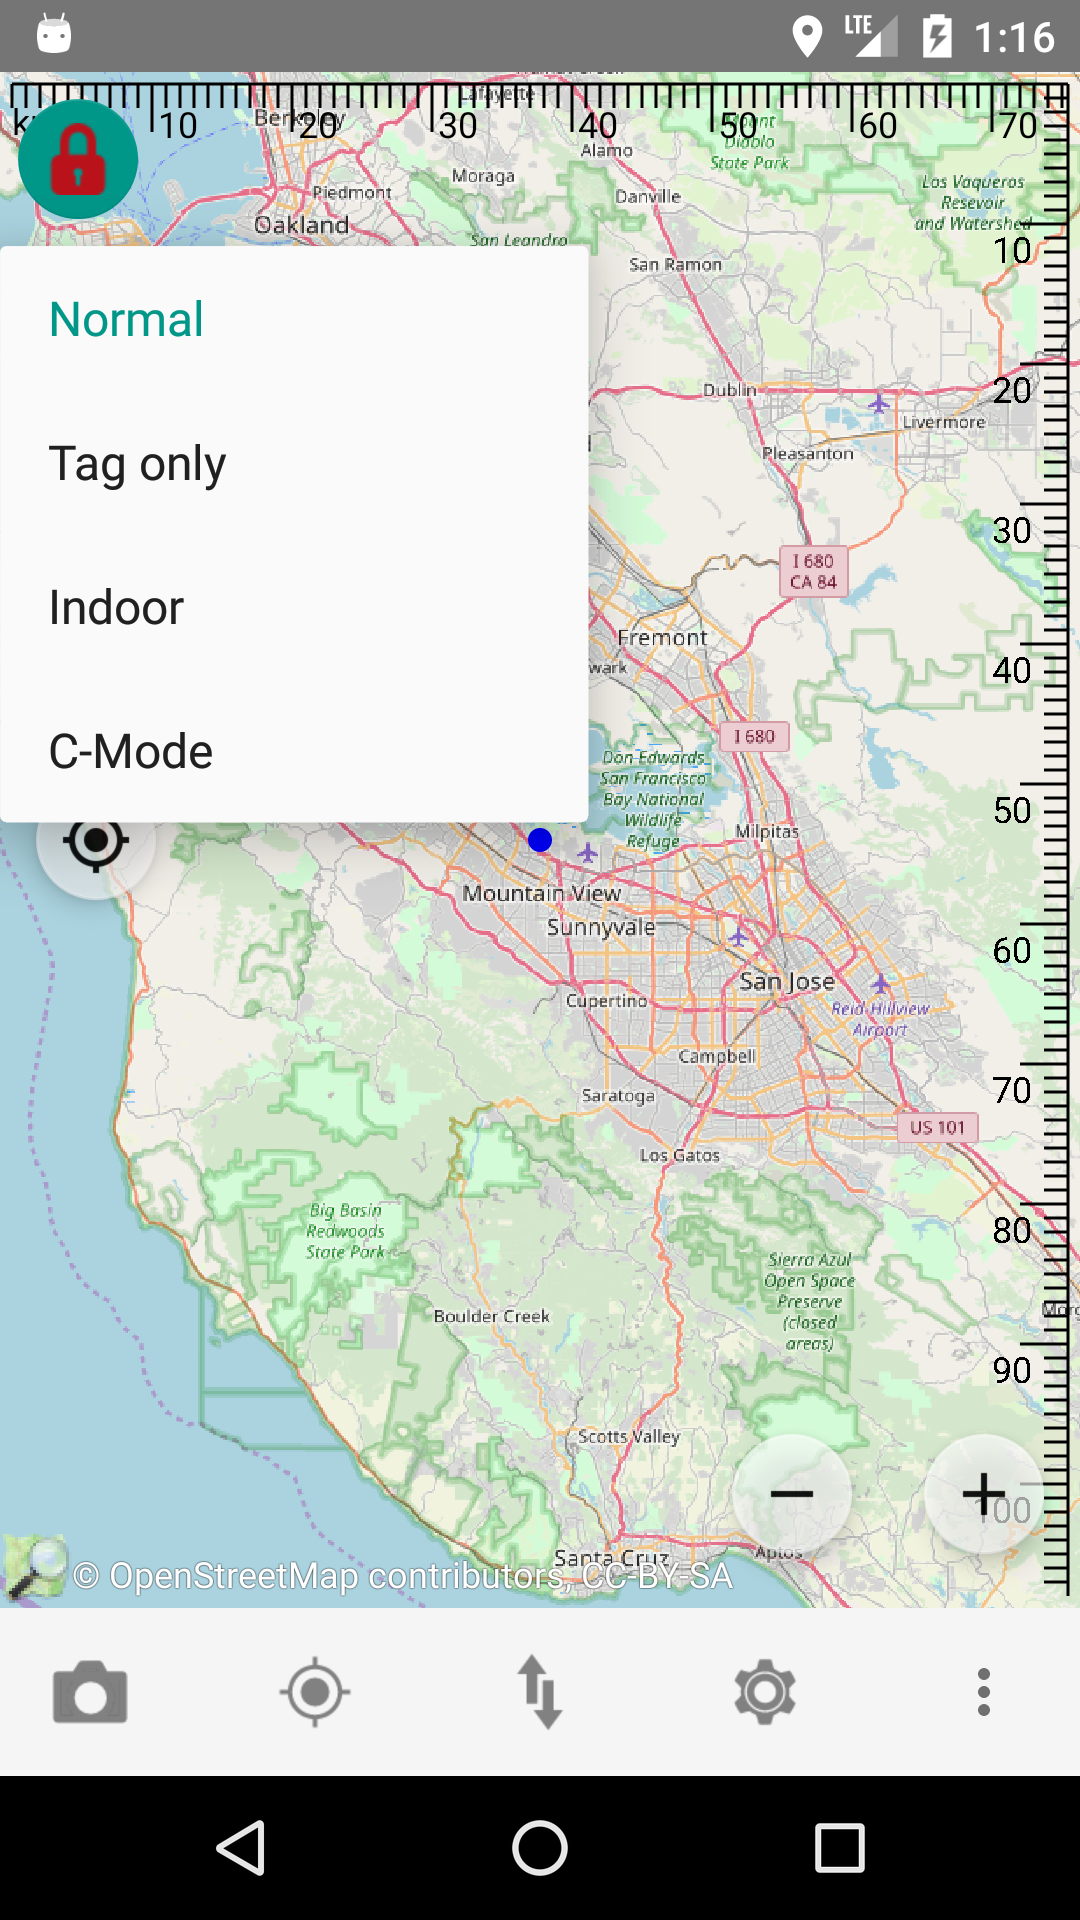 LTE 1:16
Lafayette
10 20 30 40 50 60 70
Berkeley
Mount
Diablo
State Park
Alamo
Moraga
Piedmont
Danville
Los Vaqueros
Resevoir
and Watershed
Oakland
San Leandro
10
San Ramon
Normal
20
Dublin
Livermore
Pleasanton
Tag only
30
I 680
CA 84
Indoor
Fremont
wark
40
I 680
C-Mode
Don Edwards
San Francisco
Bay National
Wildlife
Refuge
50
Milpitas
Mountain View
Sunnyvale
60
San Jose
Cupertino
Reid-Hillview
Airport
Campbell
70
Saratoga
US 101
Los Gatos
Big Basin
Redwoods
State Park
80
Sierra Azul
Open Space
Preserve
(closed
areas)
Boulder Creek
Morg
90
Scotts Valley
100
Santa Cruz
Aptos
© OpenStreetMap contributors, CC-BY-SA